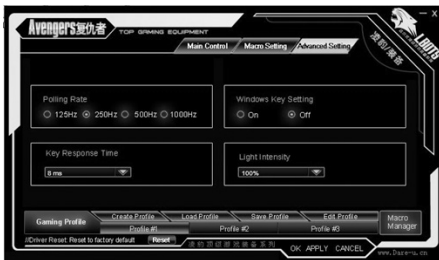 Avengers复仇者 TOP GAMING EQUIPMENT
Main Control Macro Setting Advanced Setting
Polling Rate
125Hz 250Hz 500Hz 1000Hz
Windows Key Setting
On Off
Key Response Time
8 ms
Light Intensity
100%
Gaming Profile
Create Profile Load Profile Save Profile Edit Profile
Profile #1 Profile #2 Profile #3
Macro Manager
//Driver Reset: Reset to factory default Reset
OK APPLY CANCEL
www.Dare-u.cn